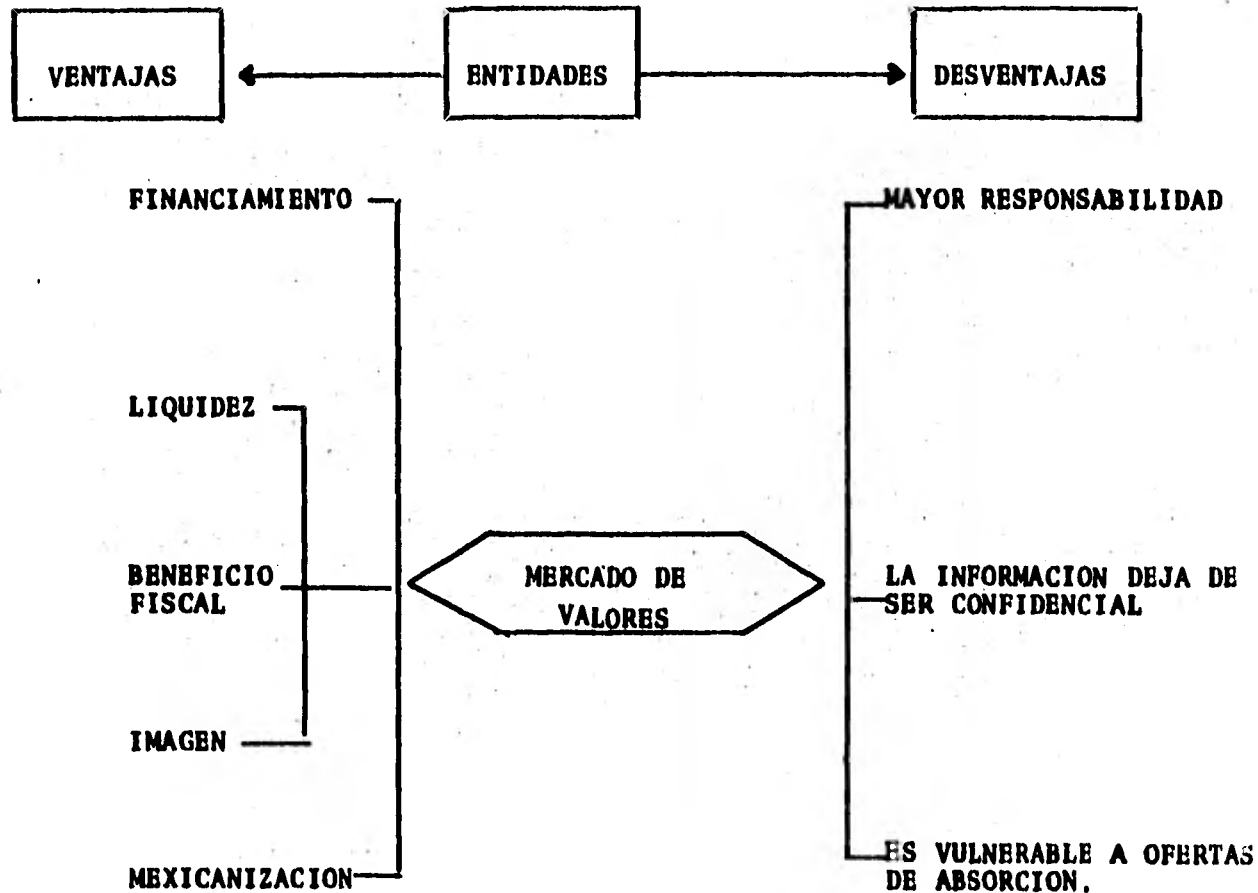 VENTAJAS
ENTIDADES
DESVENTAJAS
FINANCIAMIENTO
LIQUIDEZ
BENEFICIO
FISCAL
IMAGEN
MEXICANIZACION
MERCADO DE
VALORES
MAYOR RESPONSABILIDAD
LA INFORMACION DEJA DE
SER CONFIDENCIAL
ES VULNERABLE A OFERTAS
DE ABSORCION.